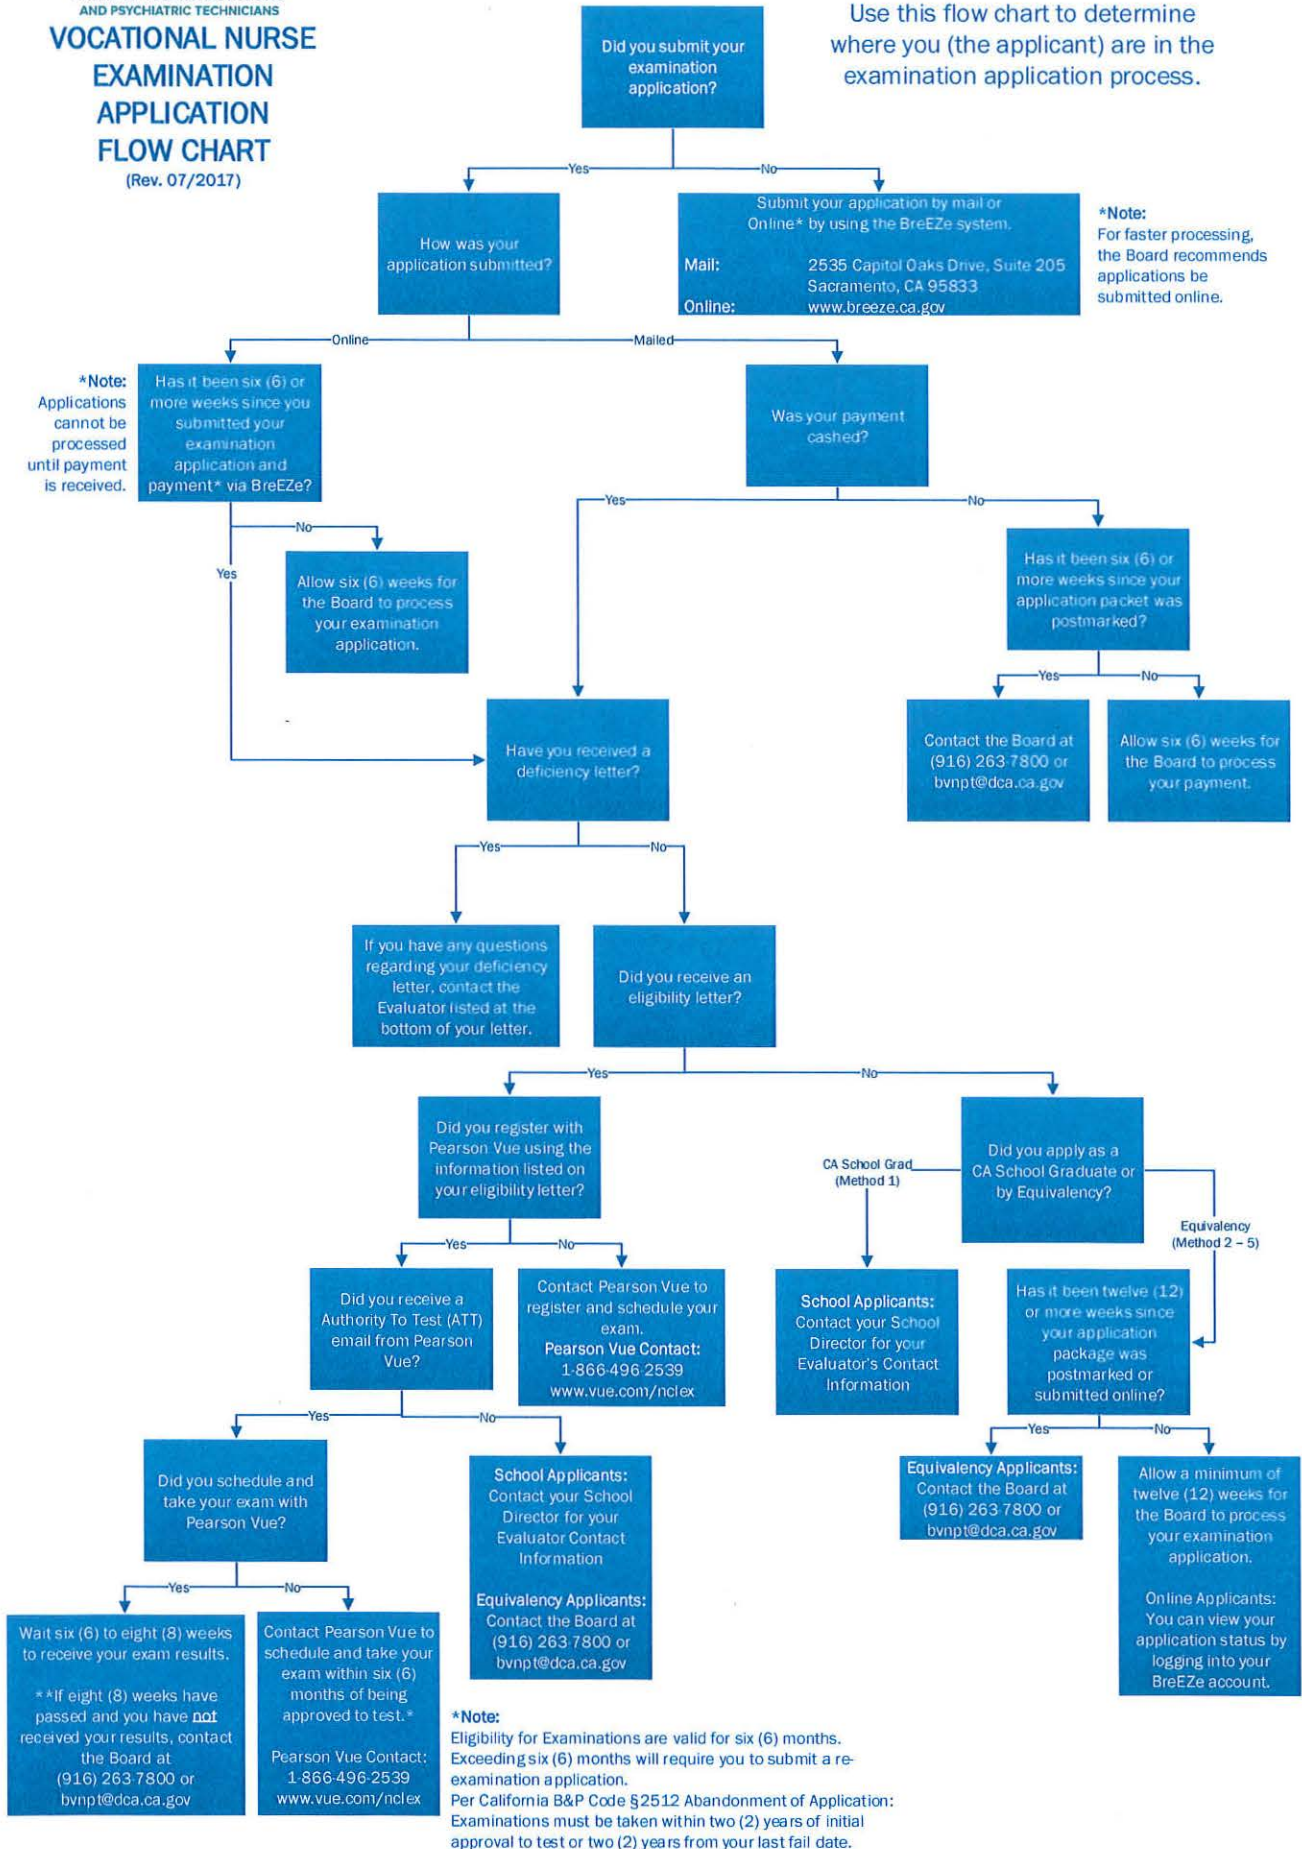 AND PSYCHIATRIC TECHNICIANS
VOCATIONAL NURSE
EXAMINATION
APPLICATION
FLOW CHART
(Rev. 07/2017)
Use this flow chart to determine
where you (the applicant) are in the
examination application process.
Did you submit your
examination
application?
Yes
No
How was your
application submitted?
Submit your application by mail or
Online* by using the BreEZe system.
Mail: 2535 Capitol Oaks Drive, Suite 205
Sacramento, CA 95833
Online: www.breeze.ca.gov
*Note:
For faster processing,
the Board recommends
applications be
submitted online.
Online
Mailed
*Note:
Applications
cannot be
processed
until payment
is received.
Has it been six (6) or
more weeks since you
submitted your
examination
application and
payment* via BreEZe?
Was your payment
cashed?
Yes
No
No
Yes
Allow six (6) weeks for
the Board to process
your examination
application.
Has it been six (6) or
more weeks since your
application packet was
postmarked?
Yes
No
Have you received a
deficiency letter?
Contact the Board at
(916) 263-7800 or
bvnpt@dca.ca.gov
Allow six (6) weeks for
the Board to process
your payment.
Yes
No
If you have any questions
regarding your deficiency
letter, contact the
Evaluator listed at the
bottom of your letter.
Did you receive an
eligibility letter?
Yes
No
Did you register with
Pearson Vue using the
information listed on
your eligibility letter?
CA School Grad
(Method 1)
Did you apply as a
CA School Graduate or
by Equivalency?
Equivalency
(Method 2 – 5)
Yes
No
Did you receive a
Authority To Test (ATT)
email from Pearson
Vue?
Contact Pearson Vue to
register and schedule your
exam.
Pearson Vue Contact:
1-866-496-2539
www.vue.com/nclex
School Applicants:
Contact your School
Director for your
Evaluator's Contact
Information
Has it been twelve (12)
or more weeks since
your application
package was
postmarked or
submitted online?
Yes
No
Yes
No
Did you schedule and
take your exam with
Pearson Vue?
School Applicants:
Contact your School
Director for your
Evaluator Contact
Information
Equivalency Applicants:
Contact the Board at
(916) 263-7800 or
bvnpt@dca.ca.gov
Equivalency Applicants:
Contact the Board at
(916) 263-7800 or
bvnpt@dca.ca.gov
Allow a minimum of
twelve (12) weeks for
the Board to process
your examination
application.
Online Applicants:
You can view your
application status by
logging into your
BreEZe account.
Yes
No
Wait six (6) to eight (8) weeks
to receive your exam results.
**If eight (8) weeks have
passed and you have not
received your results, contact
the Board at
(916) 263-7800 or
bvnpt@dca.ca.gov
Contact Pearson Vue to
schedule and take your
exam within six (6)
months of being
approved to test.*
Pearson Vue Contact:
1-866-496-2539
www.vue.com/nclex
*Note:
Eligibility for Examinations are valid for six (6) months.
Exceeding six (6) months will require you to submit a re-
examination application.
Per California B&P Code §2512 Abandonment of Application:
Examinations must be taken within two (2) years of initial
approval to test or two (2) years from your last fail date.